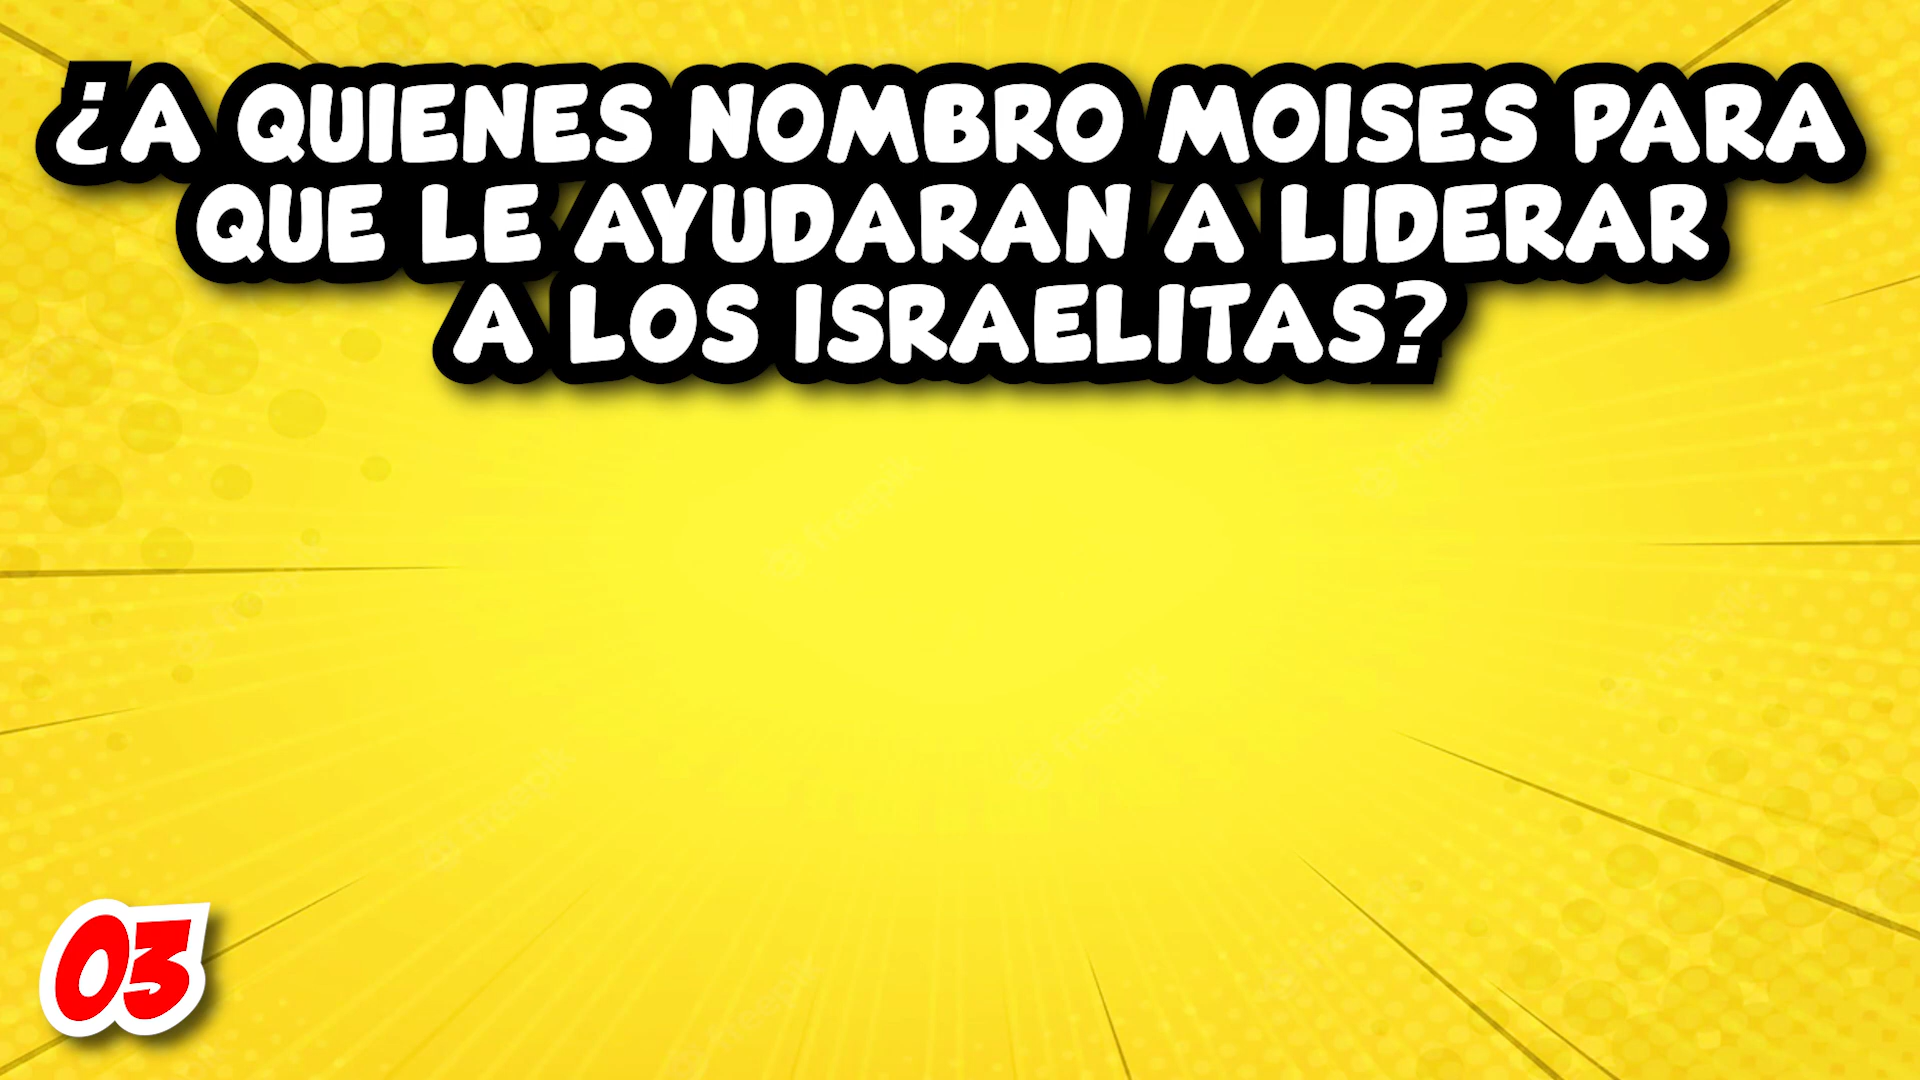 ¿A QUIENES NOMBRO MOISES PARA
QUE LE AYUDARAN A LIDERAR
A LOS ISRAELITAS?
03